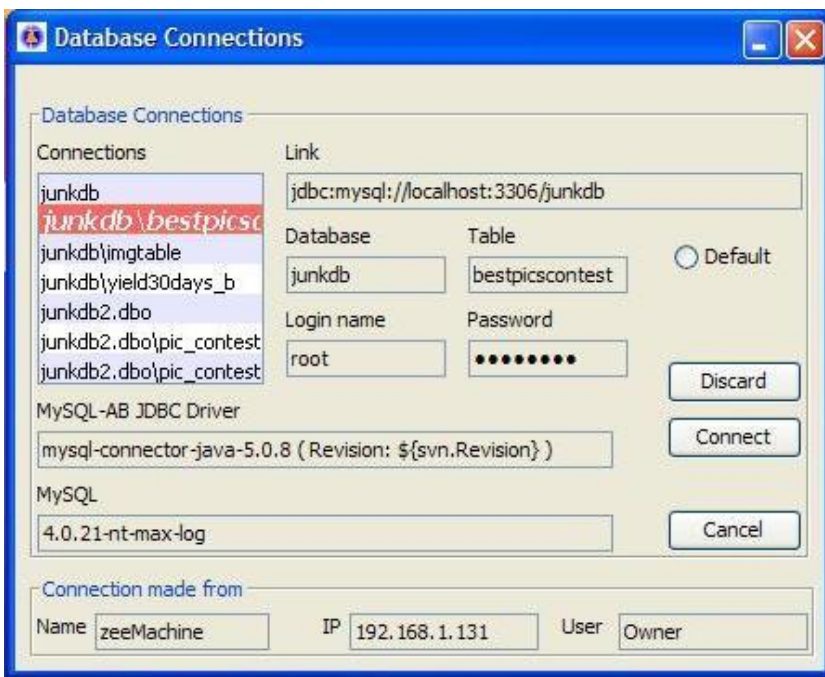 Database Connections
Database Connections
Connections
junkdb
junkdb\bestpicsc
junkdb\imgtable
junkdb\yield30days_b
junkdb2.dbo
junkdb2.dbo\pic_contest
junkdb2.dbo\pic_contest
Link
jdbc:mysql://localhost:3306/junkdb
Database
junkdb
Table
bestpicscontest
Default
Login name
root
Password
••••••••
Discard
Connect
Cancel
MySQL-AB JDBC Driver
mysql-connector-java-5.0.8 ( Revision: ${svn.Revision} )
MySQL
4.0.21-nt-max-log
Connection made from
Name zeeMachine IP 192.168.1.131 User Owner